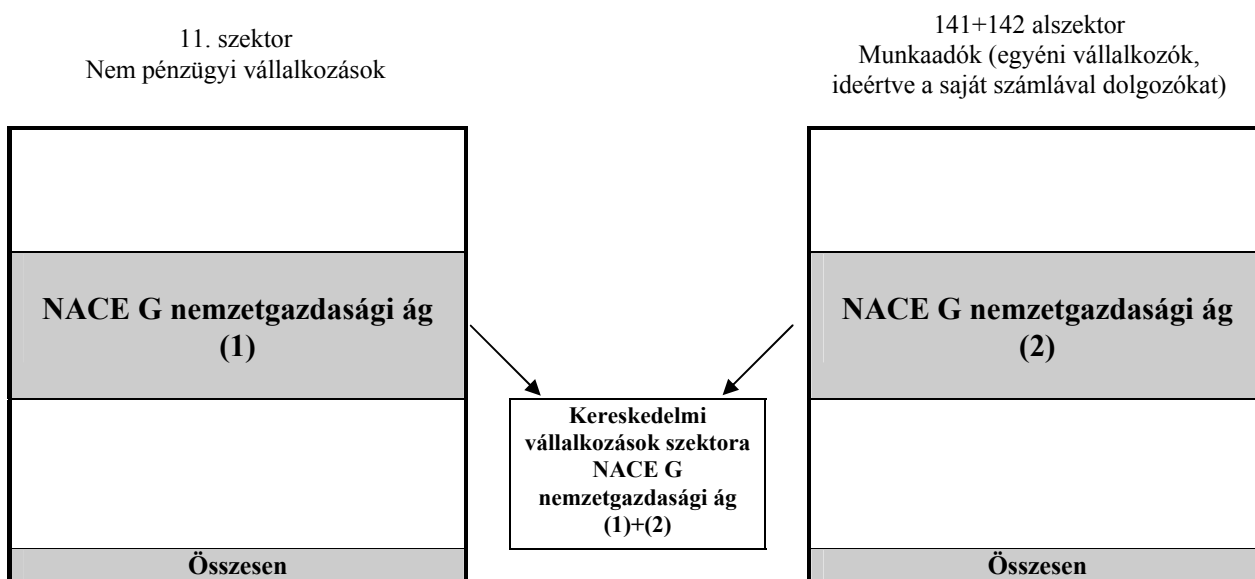 11. szektor
Nem pénzügyi vállalkozások
141+142 alszektor
Munkaadók (egyéni vállalkozók,
ideértve a saját számlával dolgozókat)
NACE G nemzetgazdasági ág
(1)
NACE G nemzetgazdasági ág
(2)
Kereskedelmi
vállalkozások szektora
NACE G
nemzetgazdasági ág
(1)+(2)
Összesen
Összesen